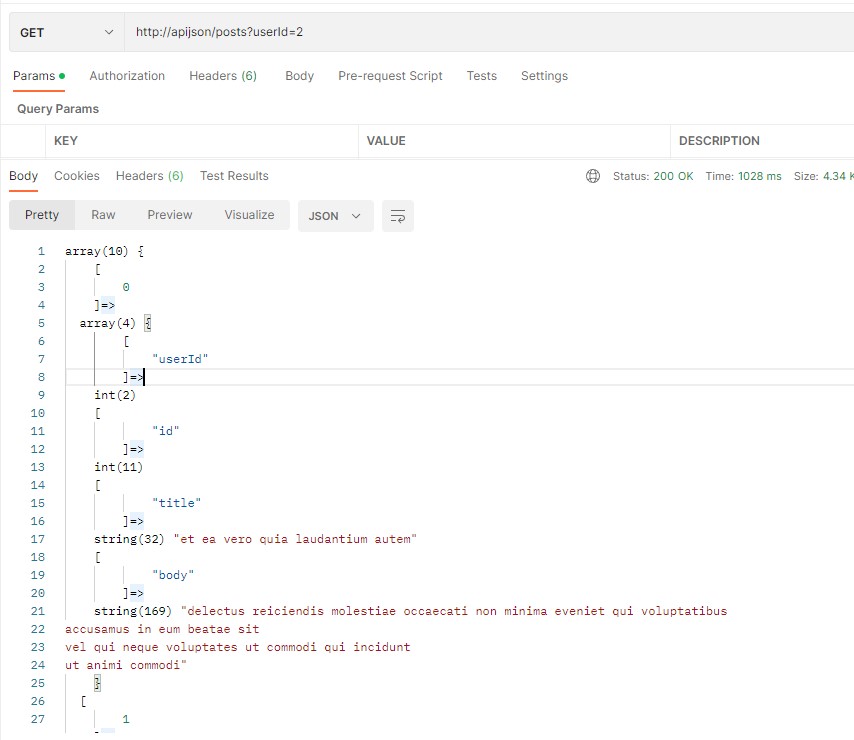 GET http://apijson/posts?userId=2
Params Authorization Headers (6) Body Pre-request Script Tests Settings
Query Params
KEY VALUE DESCRIPTION
Body Cookies Headers (6) Test Results Status: 200 OK Time: 1028 ms Size: 4.34 K
Pretty Raw Preview Visualize JSON
1 array(10) {
2 [
3 0
4 ]=>
5 array(4) {
6 [
7 "userId"
8 ]=>
9 int(2)
10 [
11 "id"
12 ]=>
13 int(11)
14 [
15 "title"
16 ]=>
17 string(32) "et ea vero quia laudantium autem"
18 [
19 "body"
20 ]=>
21 string(169) "delectus reiciendis molestiae occaecati non minima eveniet qui voluptatibus
22 accusamus in eum beatae sit
23 vel qui neque voluptates ut commodi qui incidunt
24 ut animi commodi"
25 }
26 [
27 1